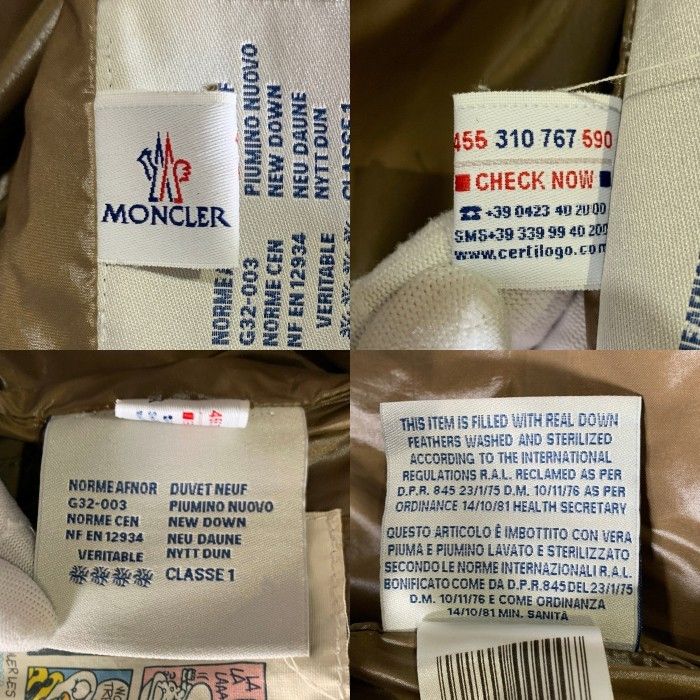 MONCLER
PIUMINO NUOVO
NEW DOWN
NEU DAUNE
NYTT DUN
CLASSE 1
NORME
G32-003
NORME CEN
NF EN 12934
VERITABLE
455 310 767 590
CHECK NOW
+39 0423 40 20 00
SMS+39 339 99 40 200
www.certilogo.com
NORME AFNOR DUVET NEUF
G32-003 PIUMINO NUOVO
NORME CEN NEW DOWN
NF EN 12934 NEU DAUNE
VERITABLE NYTT DUN
CLASSE 1
LA
LA
LAA
THIS ITEM IS FILLED WITH REAL DOWN
FEATHERS WASHED AND STERILIZED
ACCORDING TO THE INTERNATIONAL
REGULATIONS R.A.L. RECLAMED AS PER
D.P.R. 845 23/1/75 D.M. 10/11/76 AS PER
ORDINANCE 14/10/81 HEALTH SECRETARY
QUESTO ARTICOLO È IMBOTTITO CON VERA
PIUMA E PIUMINO LAVATO E STERILIZZATO
SECONDO LE NORME INTERNAZIONALI R.A.L.
BONIFICATO COME DA D.P.R. 845 DEL 23/1/75
D.M. 10/11/76 E COME ORDINANZA
14/10/81 MIN. SANITÀ